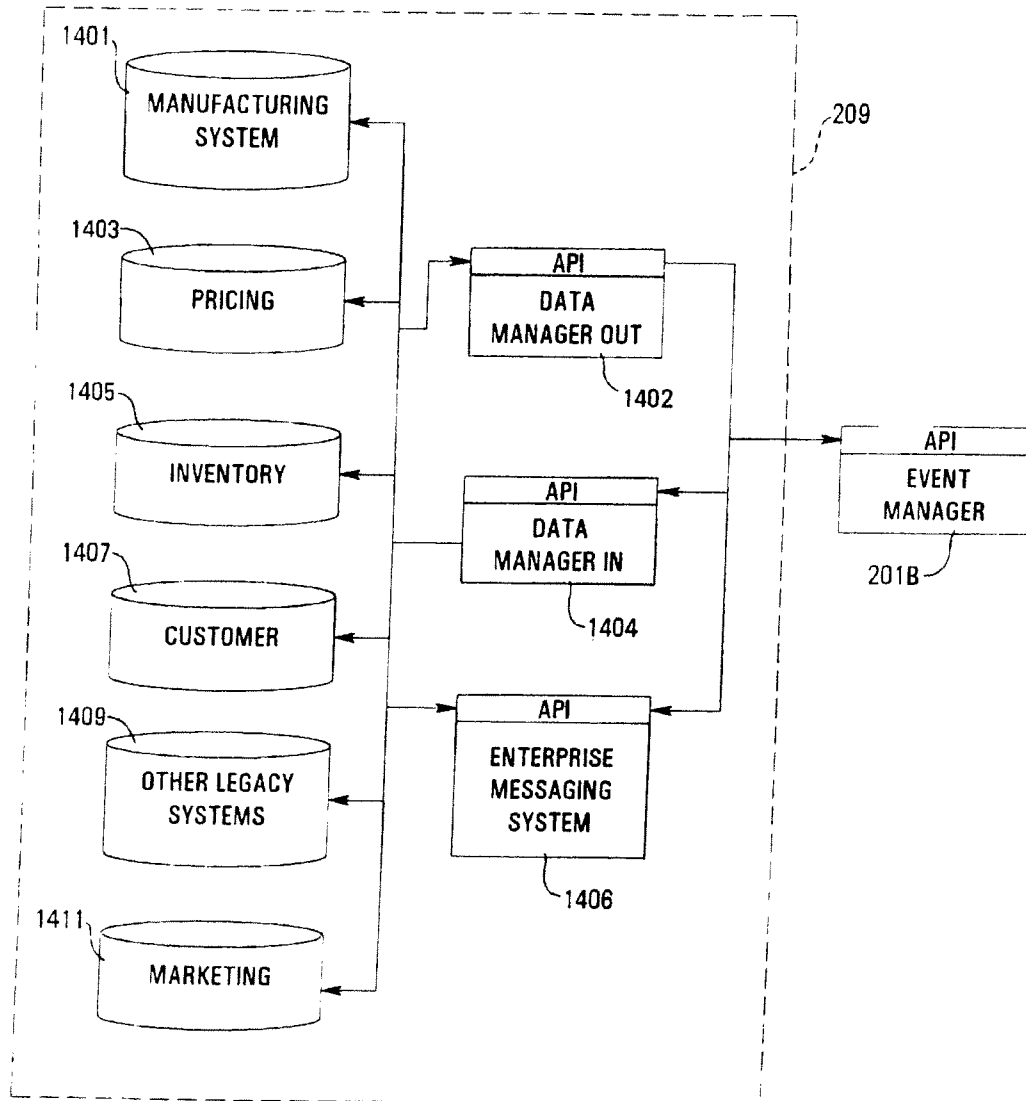 1401
MANUFACTURING
SYSTEM
209
1403
PRICING
API
DATA
MANAGER OUT
1402
1405
INVENTORY
API
EVENT
MANAGER
201B
API
DATA
MANAGER IN
1404
1407
CUSTOMER
1409
OTHER LEGACY
SYSTEMS
API
ENTERPRISE
MESSAGING
SYSTEM
1406
1411
MARKETING